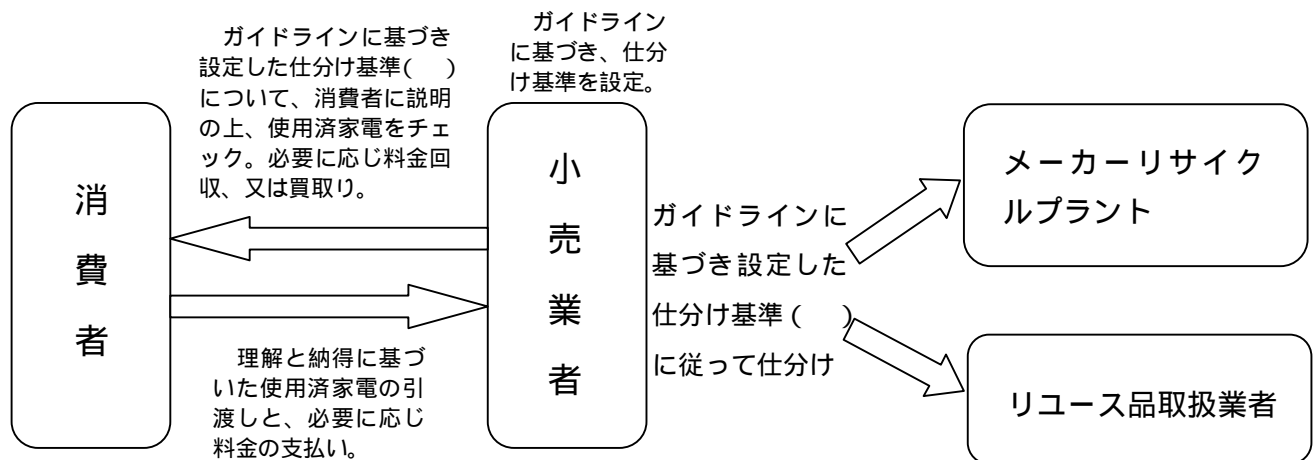 ガイドラインに基づき
設定した仕分け基準(　)
について、消費者に説明
の上、使用済家電をチェ
ック。必要に応じ料金回
収、又は買取り。
ガイドライン
に基づき、仕分
け基準を設定。
消
費
者
小
売
業
者
理解と納得に基づ
いた使用済家電の引
渡しと、必要に応じ
料金の支払い。
ガイドラインに
基づき設定した
仕分け基準(　)
に従って仕分け
メーカーリサイク
ルプラント
リユース品取扱業者